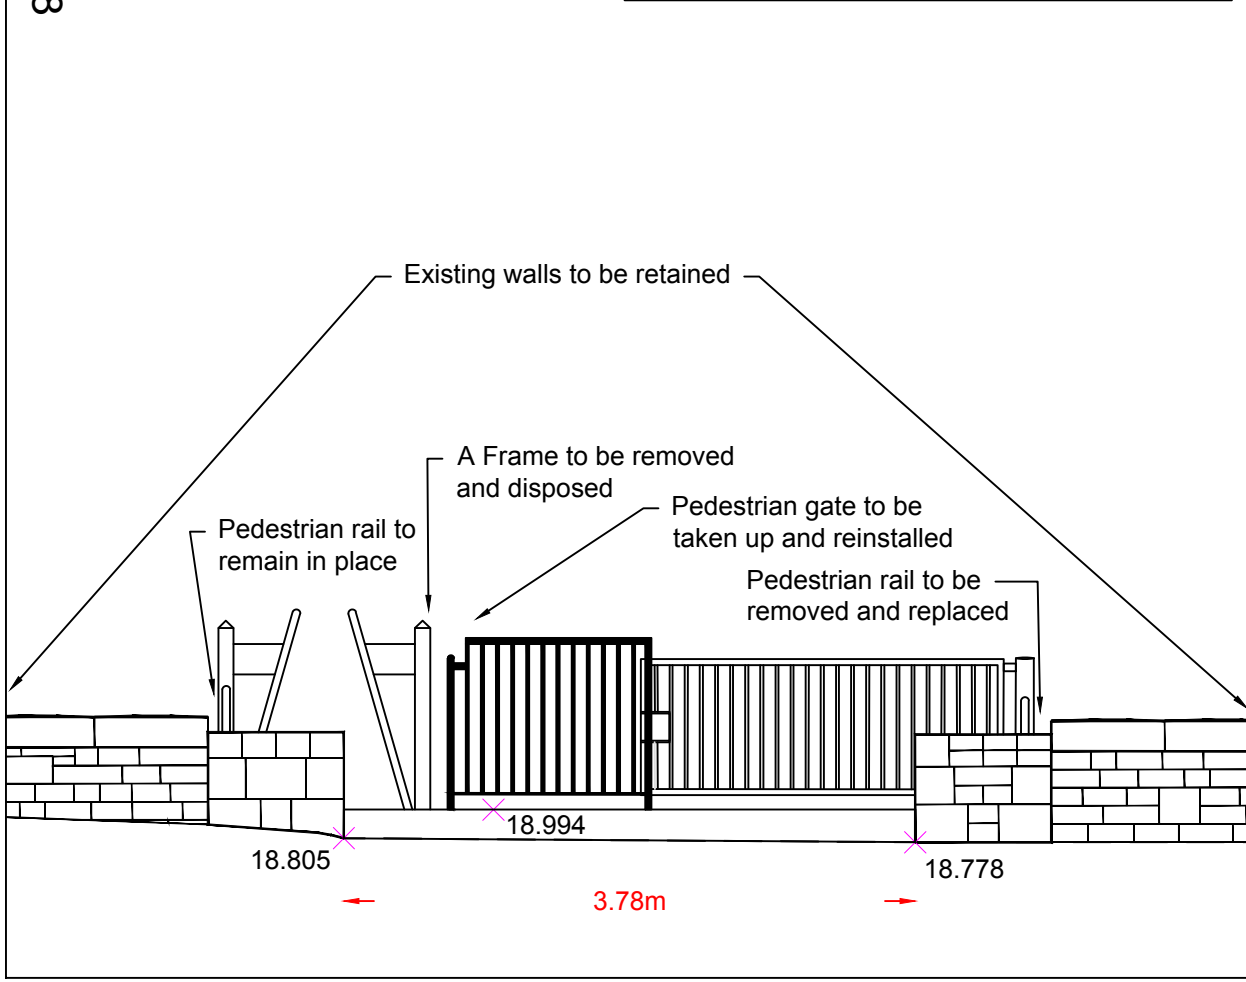 8
Existing walls to be retained
A Frame to be removed
and disposed
Pedestrian gate to be
taken up and reinstalled
Pedestrian rail to
remain in place
Pedestrian rail to be
removed and replaced
18.994
18.805
18.778
3.78m